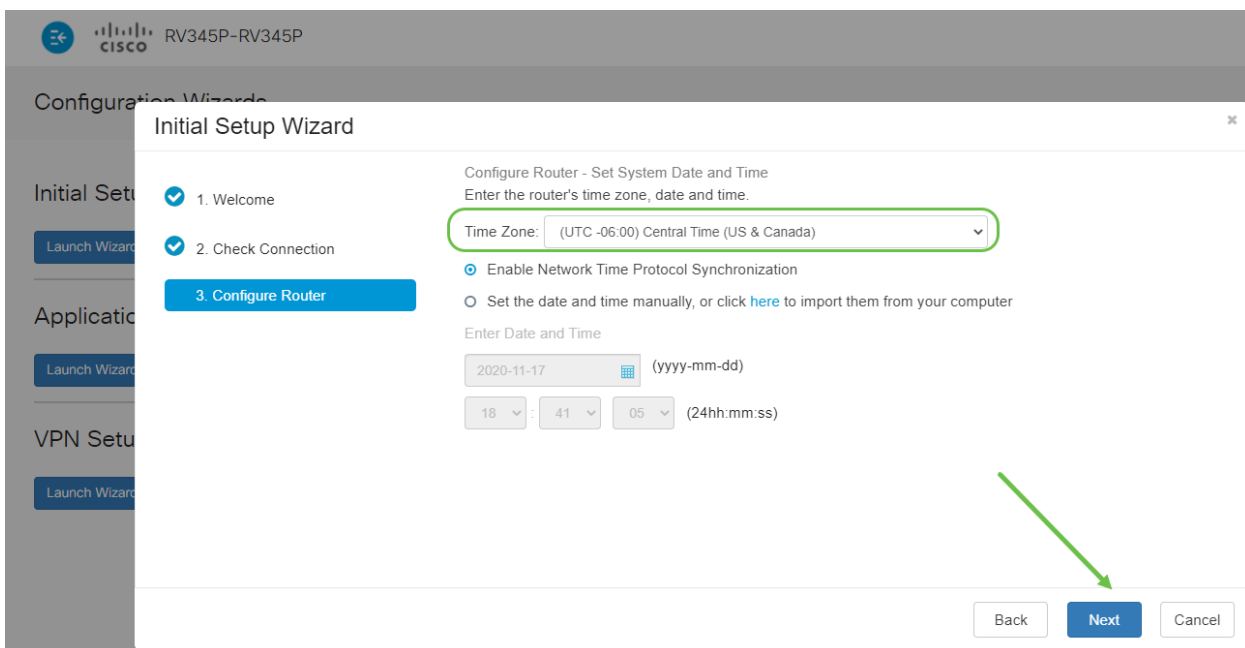 CISCO RV345P-RV345P
Configuration Wizards
Initial Setup Wizard
×
Initial Setu
Launch Wizard
Applicatic
Launch Wizard
VPN Setu
Launch Wizard
1. Welcome
2. Check Connection
3. Configure Router
Configure Router - Set System Date and Time
Enter the router's time zone, date and time.
Time Zone: (UTC -06:00) Central Time (US & Canada)
Enable Network Time Protocol Synchronization
Set the date and time manually, or click here to import them from your computer
Enter Date and Time
2020-11-17 (yyyy-mm-dd)
18 : 41 05 (24hh:mm:ss)
Back Next Cancel